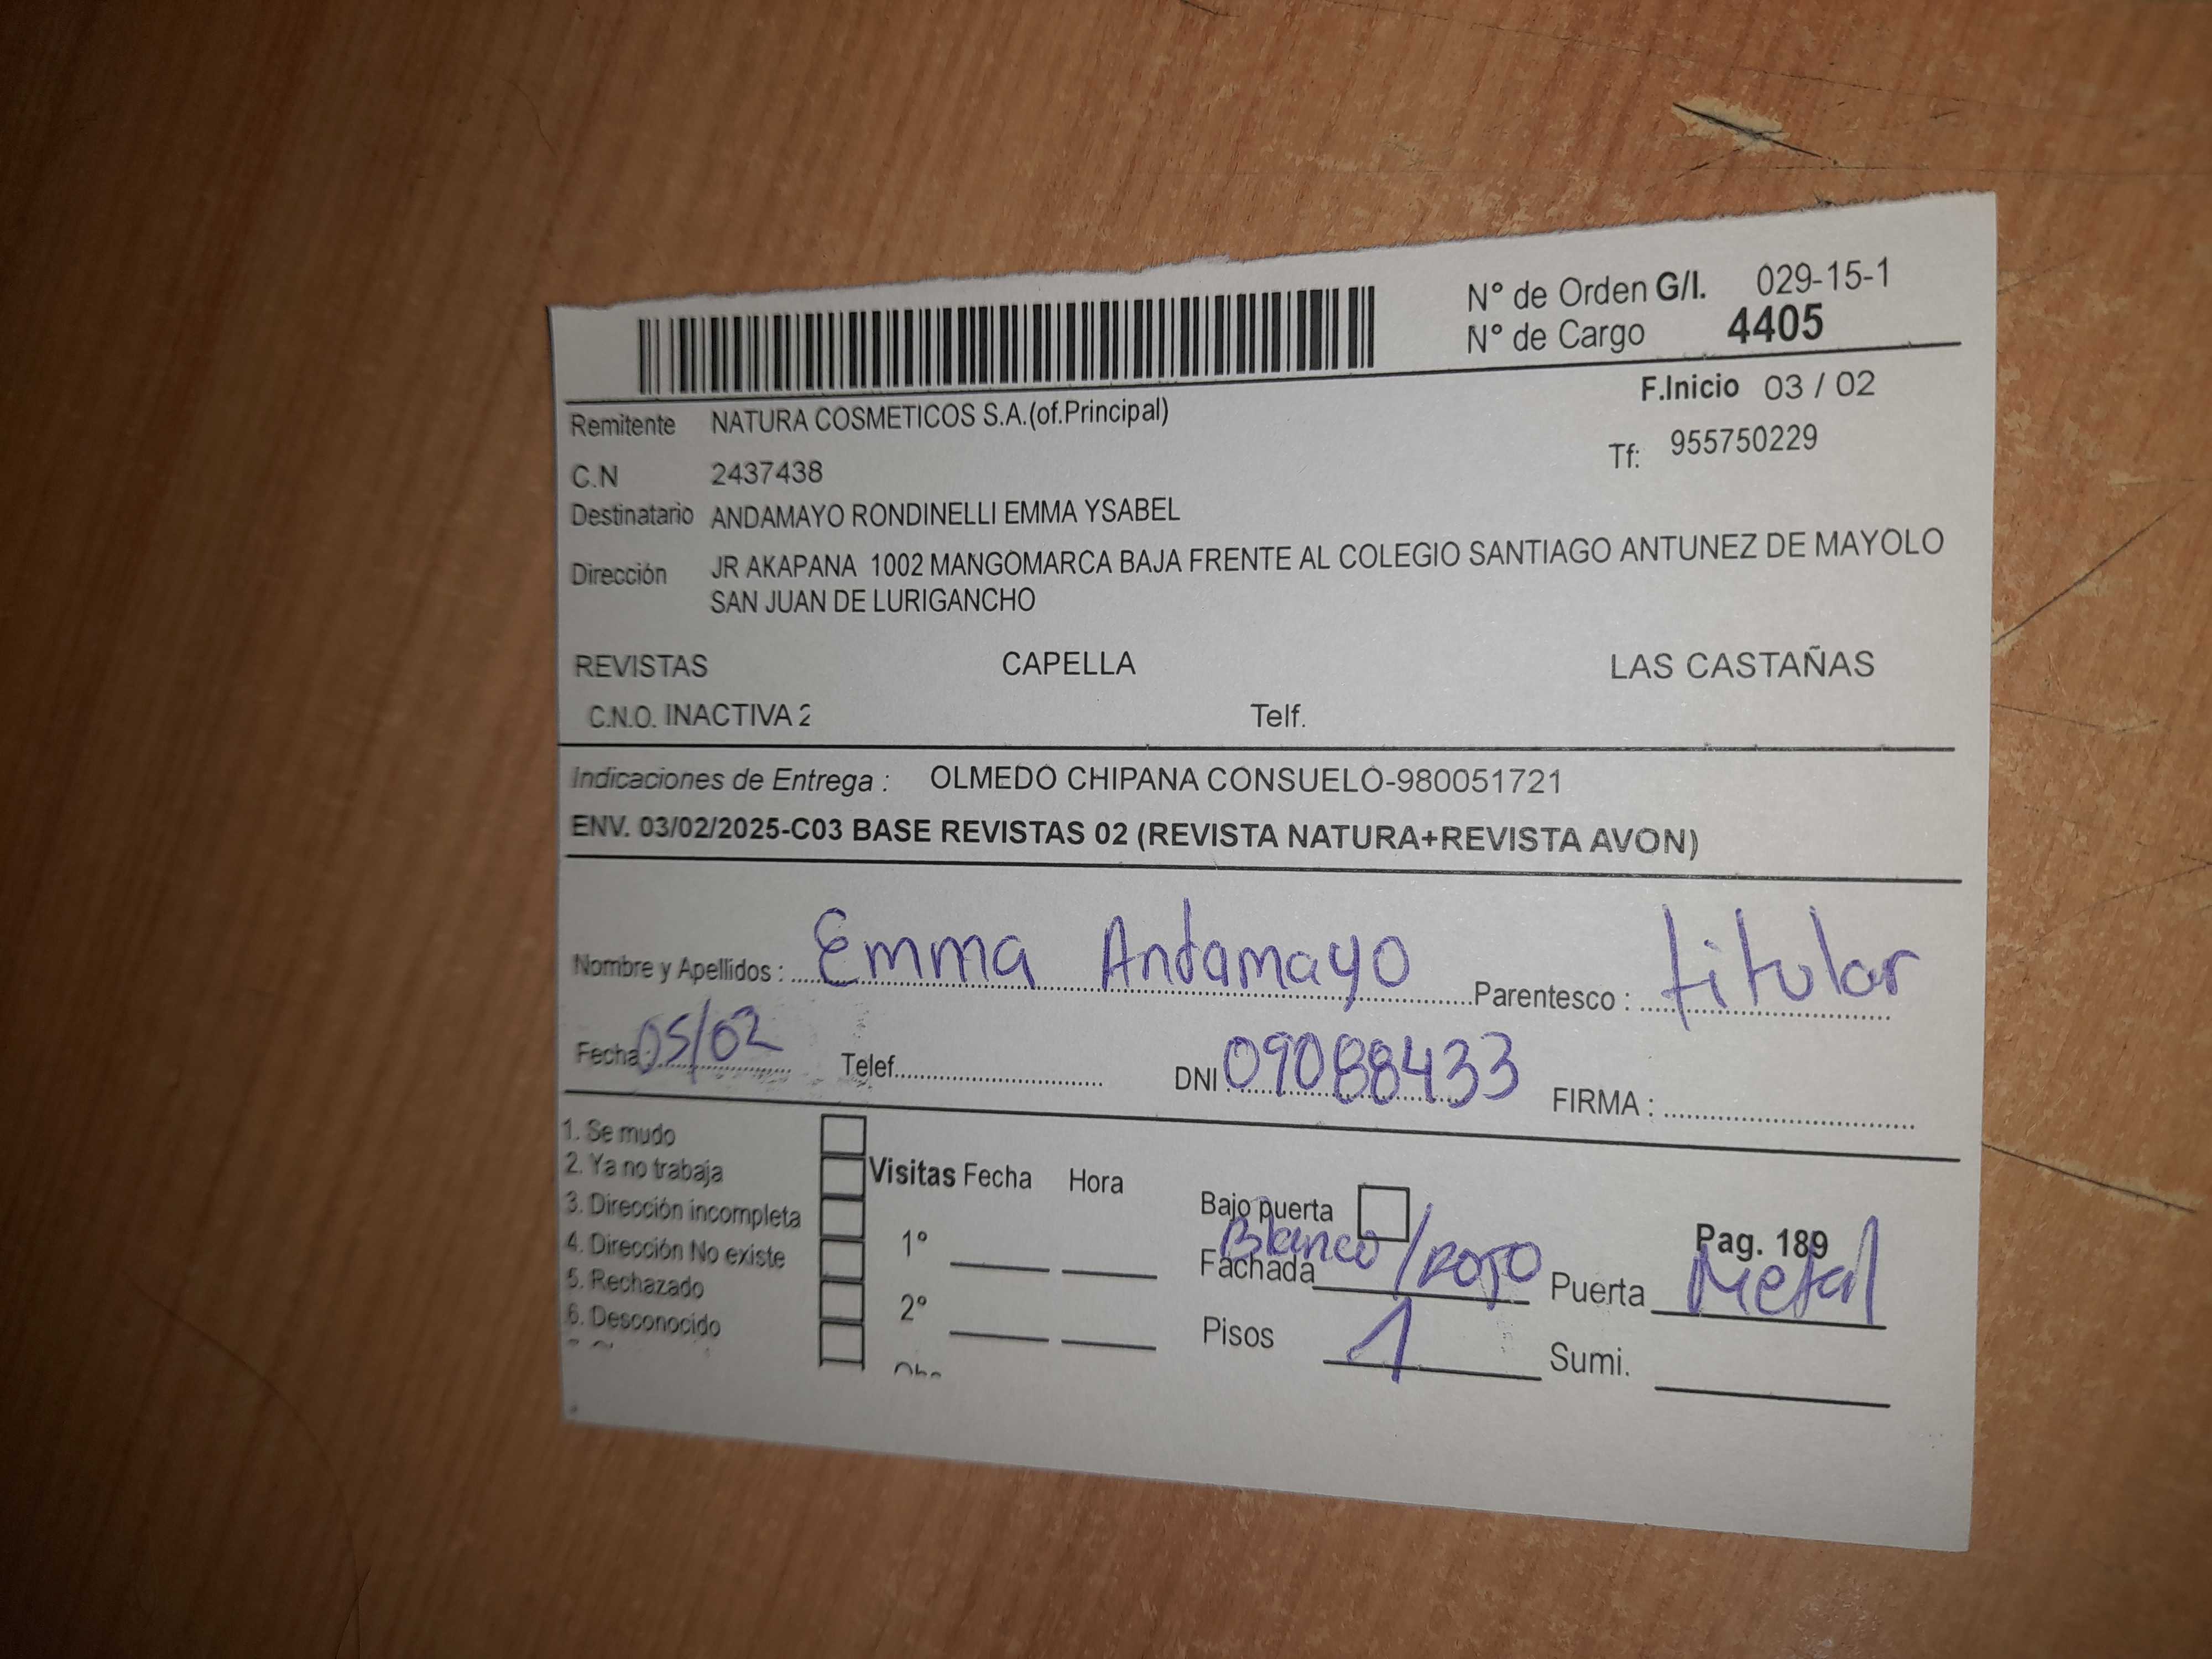 N° de Orden G/I. 029-15-1
N° de Cargo 4405
F.Inicio 03 / 02
Remitente NATURA COSMETICOS S.A.(of.Principal)
Tf: 955750229
C.N 2437438
Destinatario ANDAMAYO RONDINELLI EMMA YSABEL
Dirección JR AKAPANA 1002 MANGOMARCA BAJA FRENTE AL COLEGIO SANTIAGO ANTUNEZ DE MAYOLO
SAN JUAN DE LURIGANCHO
REVISTAS CAPELLA LAS CASTAÑAS
C.N.O. INACTIVA 2 Telf.
Indicaciones de Entrega : OLMEDO CHIPANA CONSUELO-980051721
ENV. 03/02/2025-C03 BASE REVISTAS 02 (REVISTA NATURA+REVISTA AVON)
Nombre y Apellidos : Emma Andamayo Parentesco : titular
Fecha: 05/02 Telef. DNI 09088433 FIRMA :
1. Se mudo
2. Ya no trabaja
3. Dirección incompleta
4. Dirección No existe
5. Rechazado
6. Desconocido
Visitas Fecha Hora
1°
2°
Bajo puerta
Pag. 189
Fachada Blanco/Rojo Puerta Metal
Pisos 1 Sumi.